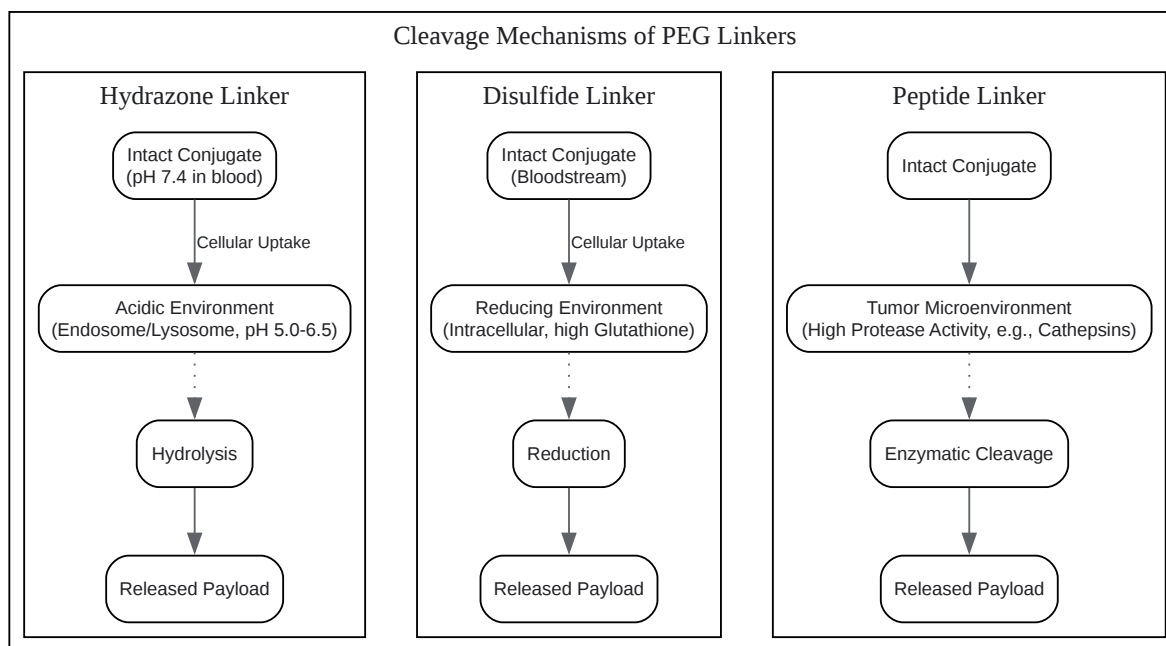 Cleavage Mechanisms of PEG Linkers
Hydrazone Linker
Intact Conjugate
(pH 7.4 in blood)
Cellular Uptake
Acidic Environment
(Endosome/Lysosome, pH 5.0-6.5)
Hydrolysis
Released Payload
Disulfide Linker
Intact Conjugate
(Bloodstream)
Cellular Uptake
Reducing Environment
(Intracellular, high Glutathione)
Reduction
Released Payload
Peptide Linker
Intact Conjugate
Tumor Microenvironment
(High Protease Activity, e.g., Cathepsins)
Enzymatic Cleavage
Released Payload